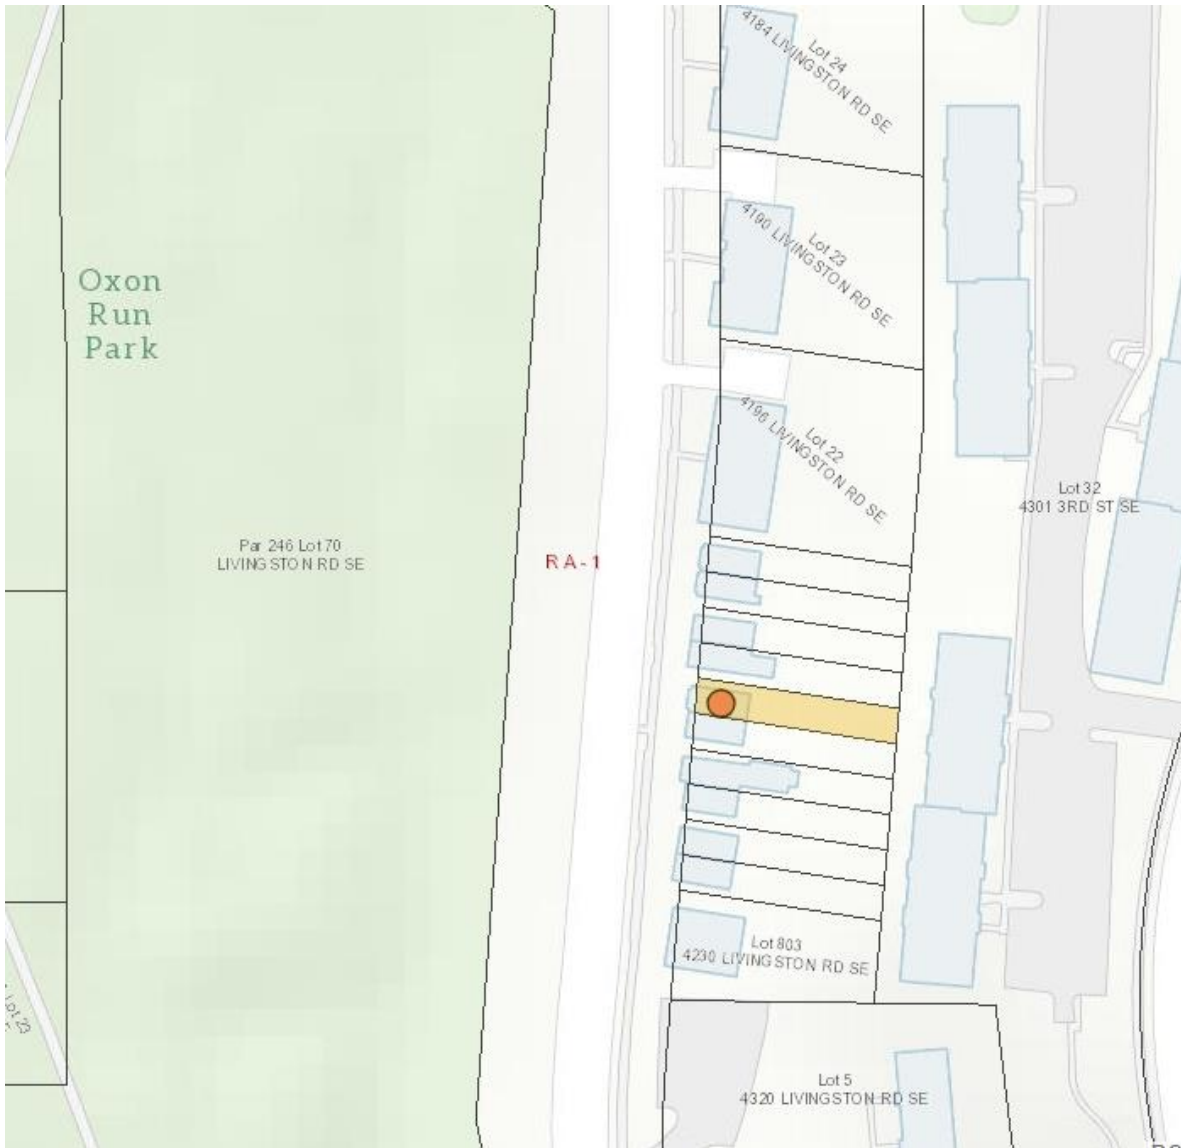 Lot 24
4184 LIVINGSTON RD SE
Lot 23
4190 LIVINGSTON RD SE
Oxon
Run
Park
Lot 22
4196 LIVINGSTON RD SE
Lot 32
4301 3RD ST SE
Par 246 Lot 70
LIVINGSTON RD SE
RA-1
Lot 803
4230 LIVINGSTON RD SE
Lot 23
Lot 5
4320 LIVINGSTON RD SE